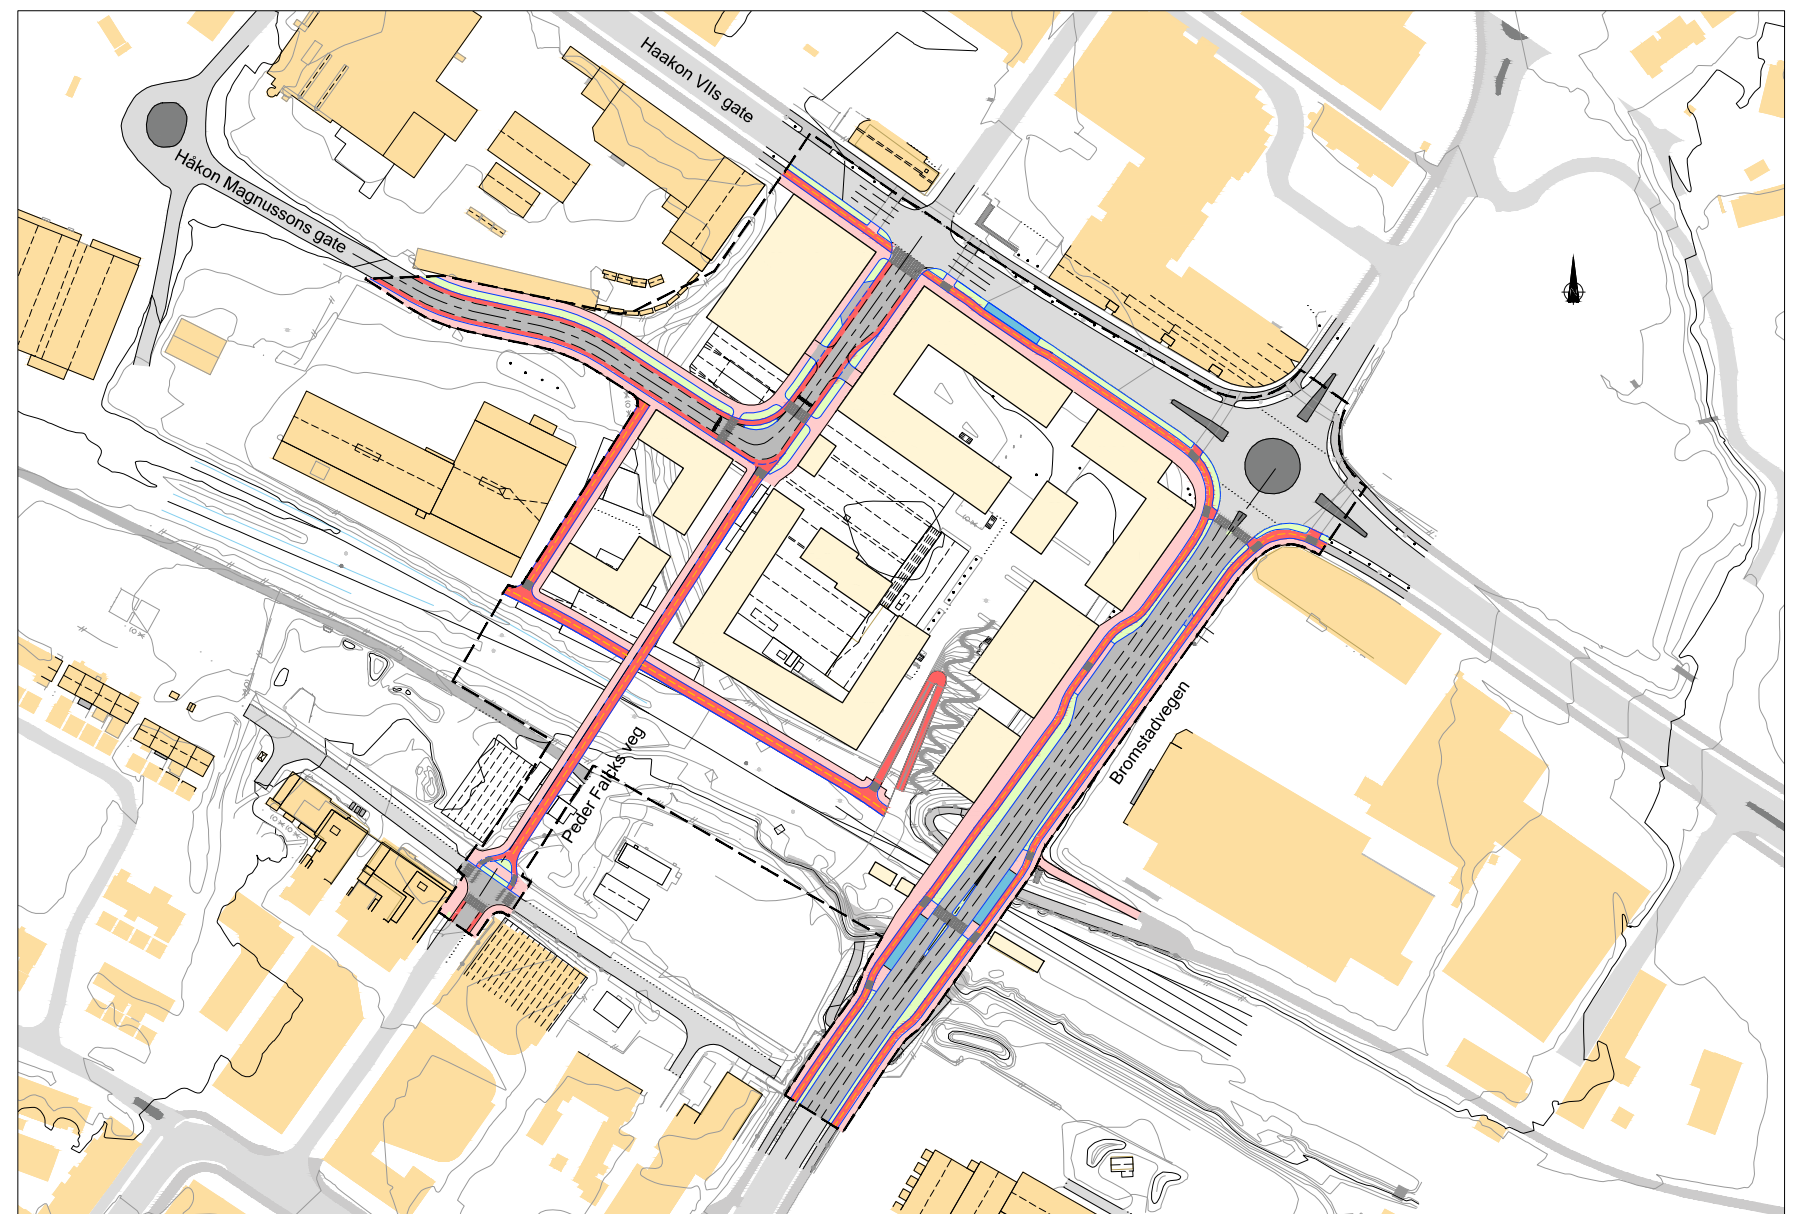 Haakon VIIs gate
Håkon Magnussons gate
Peder Falcks veg
Bromstadvegen